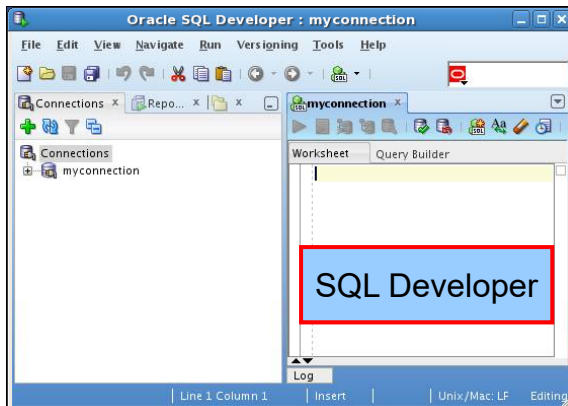 Oracle SQL Developer : myconnection
File Edit View Navigate Run Versioning Tools Help
Connections Repo... myconnection
Worksheet Query Builder
Connections
myconnection
SQL Developer
Log
Line 1 Column 1 Insert Unix/Mac: LF Editing